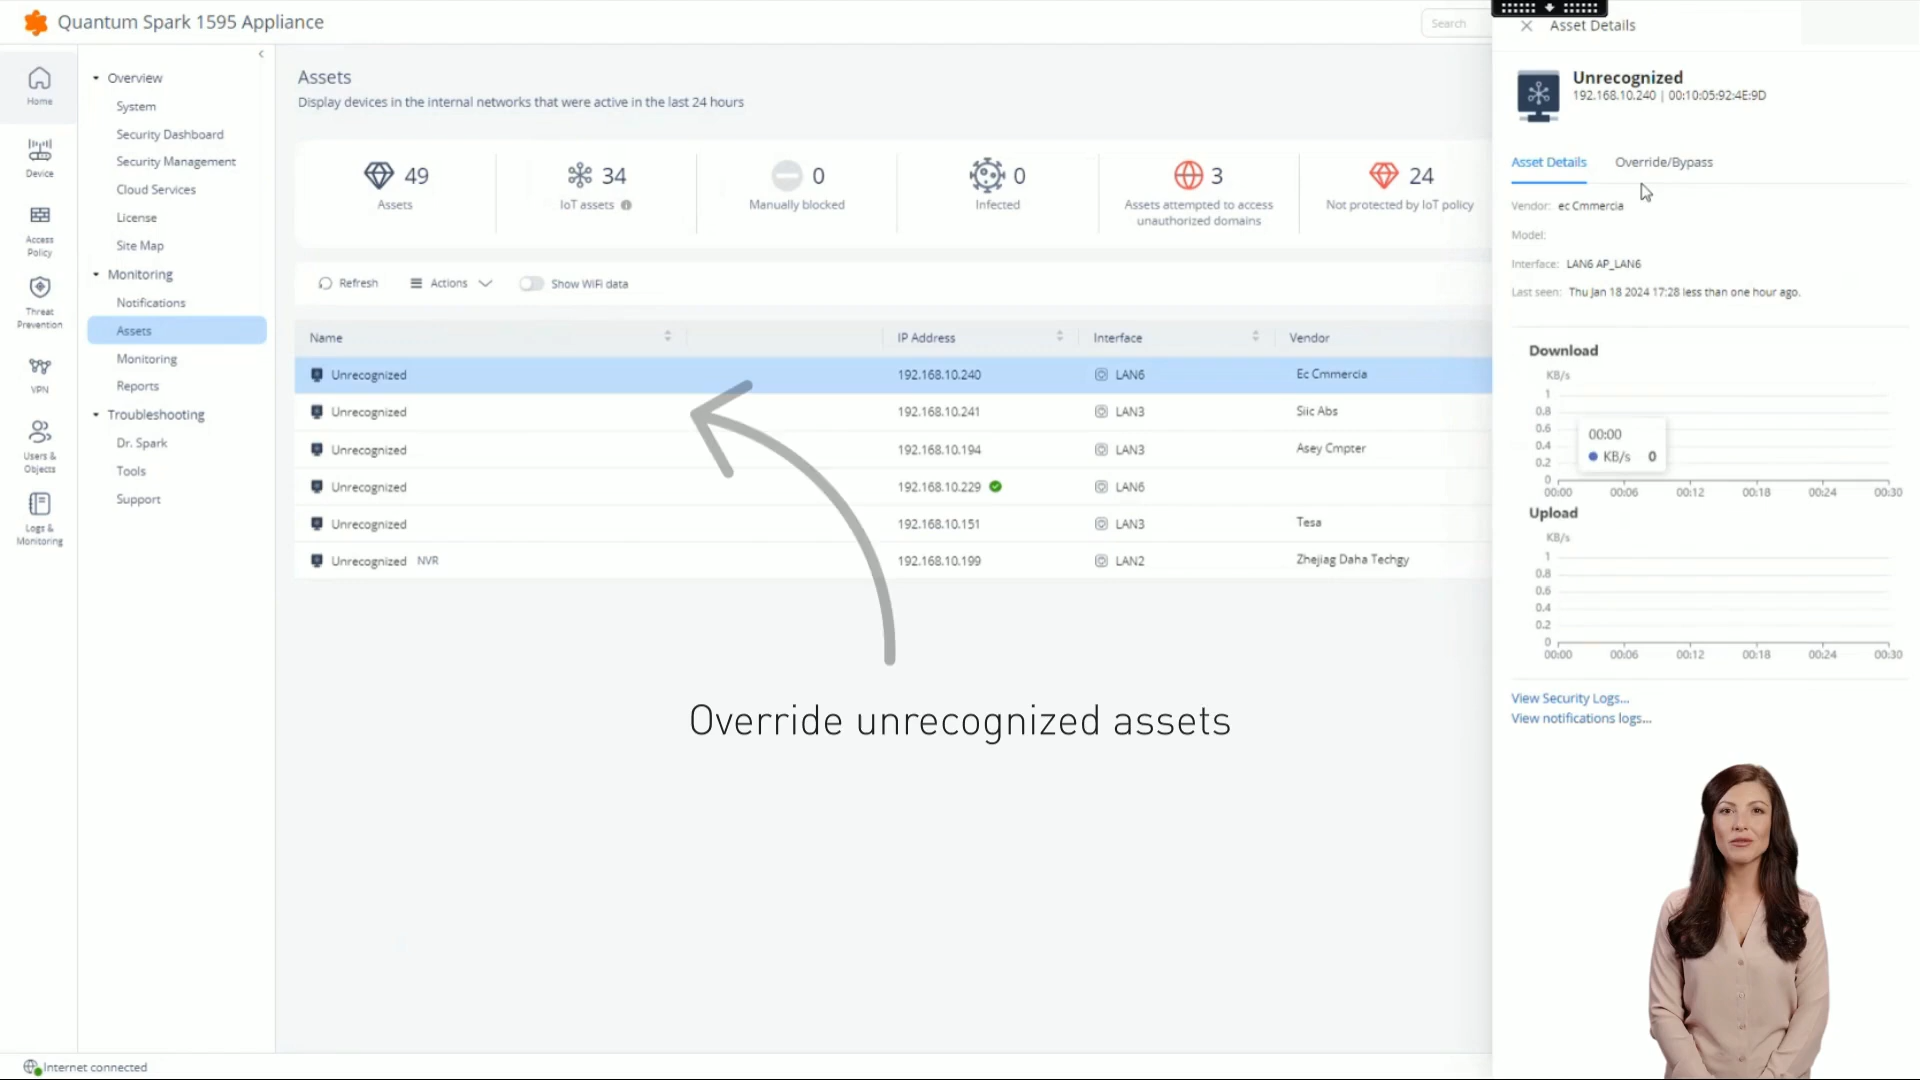 Quantum Spark 1595 Appliance
Search
Asset Details
Home
Device
Access
Policy
Threat
Prevention
VPN
Users &
Objects
Logs &
Monitoring
Overview
System
Security Dashboard
Security Management
Cloud Services
License
Site Map
Monitoring
Notifications
Assets
Monitoring
Reports
Troubleshooting
Dr. Spark
Tools
Support
Assets
Display devices in the internal networks that were active in the last 24 hours
49
Assets
34
IoT assets
0
Manually blocked
0
Infected
3
Assets attempted to access
unauthorized domains
24
Not protected by IoT policy
Refresh Actions Show WiFi data
Name IP Address Interface Vendor
Unrecognized 192.168.10.240 LAN6 Ec Cmmercia
Unrecognized 192.168.10.241 LAN3 Siic Abs
Unrecognized 192.168.10.194 LAN3 Asey Cmpter
Unrecognized 192.168.10.229 LAN6
Unrecognized 192.168.10.151 LAN3 Tesa
Unrecognized NVR 192.168.10.199 LAN2 Zhejiag Daha Techgy
Override unrecognized assets
Unrecognized
192.168.10.240 | 00:10:05:92:4E:9D
Asset Details Override/Bypass
Vendor: ec Cmmercia
Model:
Interface: LAN6 AP_LAN6
Last seen: Thu Jan 18 2024 17:28 less than one hour ago.
Download
KB/s
1
0.8
0.6
0.4
0.2
0
00:00
KB/s 0
00:00 00:06 00:12 00:18 00:24 00:30
Upload
KB/s
1
0.8
0.6
0.4
0.2
0
00:00 00:06 00:12 00:18 00:24 00:30
View Security Logs...
View notifications logs...
Internet connected